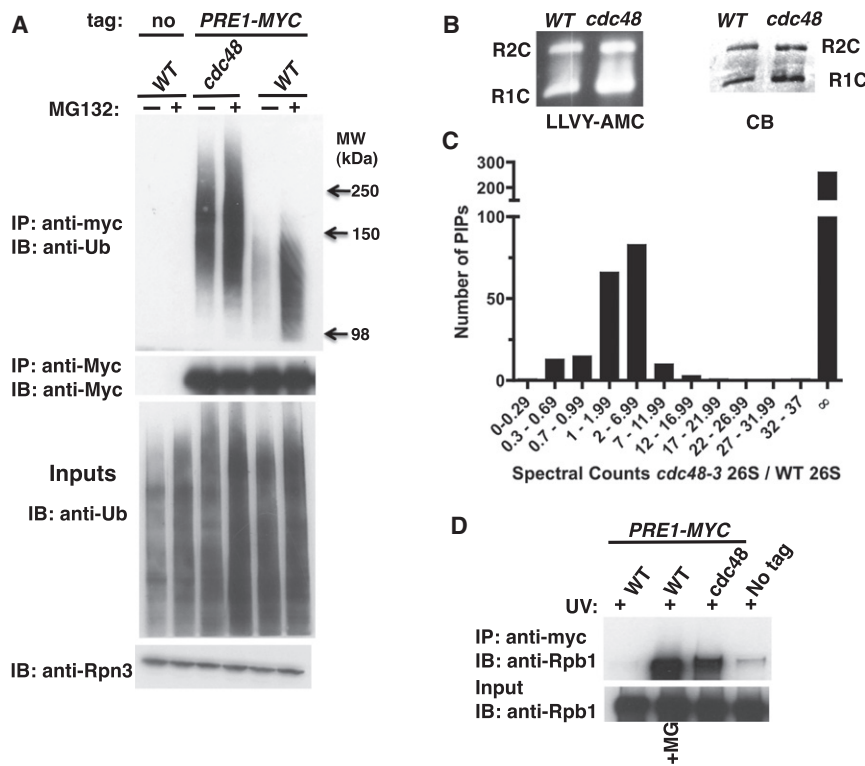 A
tag: no PRE1-MYC
WT cdc48 WT
MG132: − + − + − +
MW
(kDa)
250
150
98
IP: anti-myc
IB: anti-Ub
IP: anti-Myc
IB: anti-Myc
Inputs
IB: anti-Ub
IB: anti-Rpn3
B
WT cdc48 WT cdc48
R2C R2C
R1C R1C
LLVY-AMC CB
C
Number of PIPs
300
200
100
50
0
0-0.29 0.3 - 0.69 0.7 - 0.99 1 - 1.99 2 - 6.99 7 - 11.99 12 - 16.99 17 - 21.99 22 - 26.99 27 - 31.99 32 - 37 ∞
Spectral Counts cdc48-3 26S / WT 26S
D
PRE1-MYC
WT WT cdc48 No tag
UV: + + + +
IP: anti-myc
IB: anti-Rpb1
Input
IB: anti-Rpb1
+MG